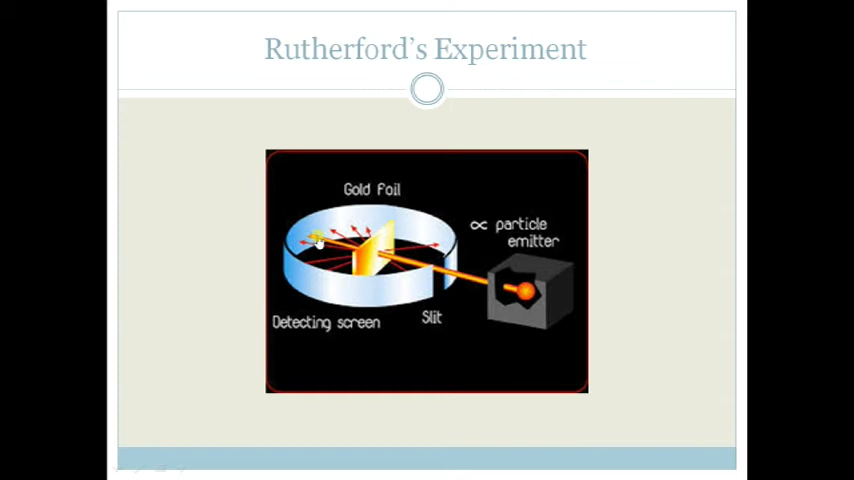 Rutherford's Experiment
Gold Foil
∝ particle
emitter
Detecting screen
Slit